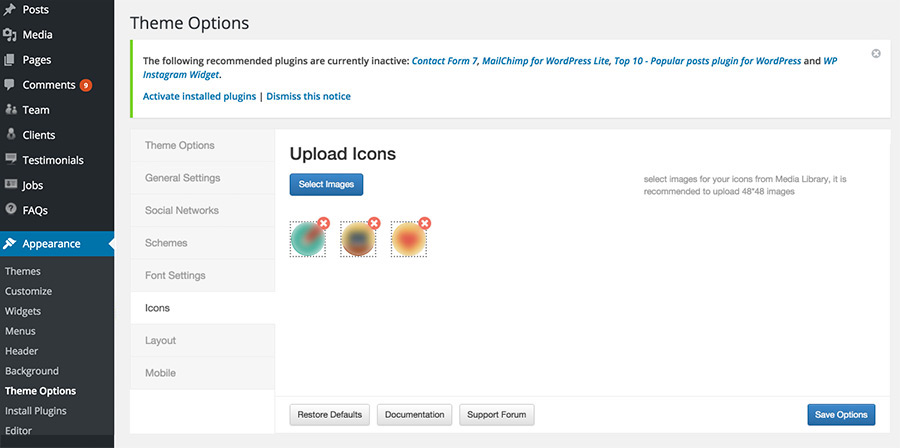 Posts
Media
Pages
Comments 9
Team
Clients
Testimonials
Jobs
FAQs
Appearance
Themes
Customize
Widgets
Menus
Header
Background
Theme Options
Install Plugins
Editor
Theme Options
The following recommended plugins are currently inactive: Contact Form 7, MailChimp for WordPress Lite, Top 10 - Popular posts plugin for WordPress and WP
Instagram Widget.
Activate installed plugins | Dismiss this notice
Theme Options
General Settings
Social Networks
Schemes
Font Settings
Icons
Layout
Mobile
Upload Icons
Select Images
select images for your icons from Media Library, it is
recommended to upload 48*48 images
Restore Defaults
Documentation
Support Forum
Save Options